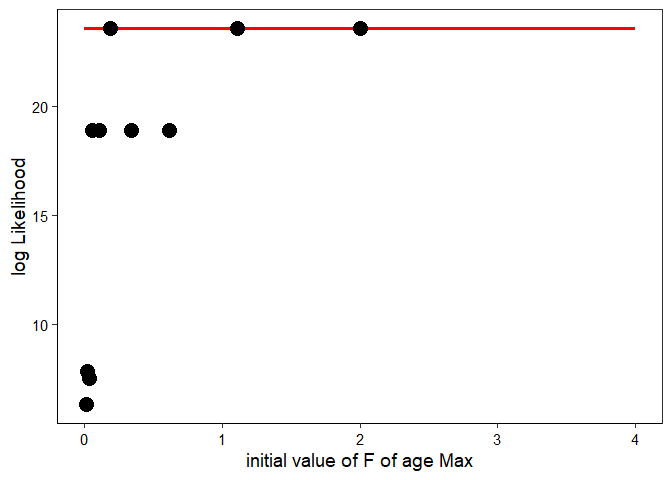 log Likelihood
20
15
10
0 1 2 3 4
initial value of F of age Max